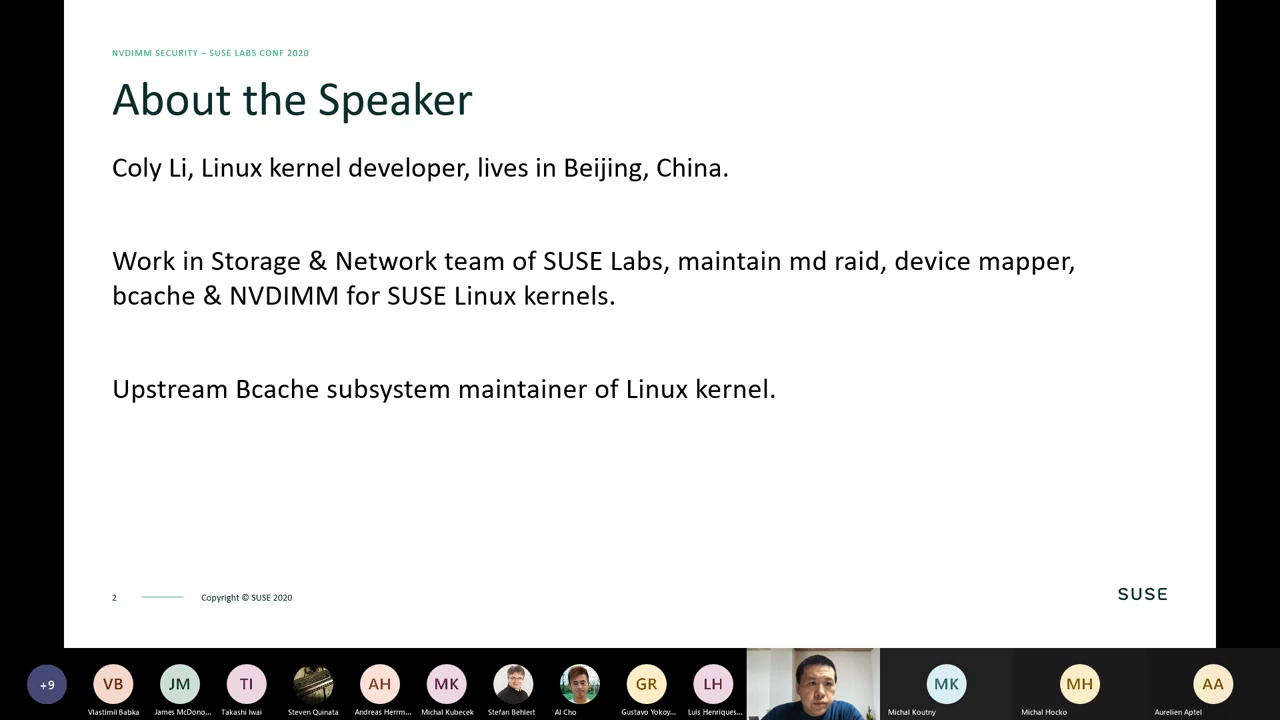 NVDIMM SECURITY – SUSE LABS CONF 2020
About the Speaker
Coly Li, Linux kernel developer, lives in Beijing, China.
Work in Storage & Network team of SUSE Labs, maintain md raid, device mapper,
bcache & NVDIMM for SUSE Linux kernels.
Upstream Bcache subsystem maintainer of Linux kernel.
2
Copyright © SUSE 2020
SUSE
+9
VB
JM
TI
AH
MK
GR
LH
MK
MH
AA
Vlastimil Babka
James McDono...
Takashi Iwai
Steven Quinata
Andreas Herrm...
Michal Kubecek
Stefan Behlert
Al Cho
Gustavo Yokoy...
Luis Henriques...
Michal Koutny
Michal Hocko
Aurelien Aptel